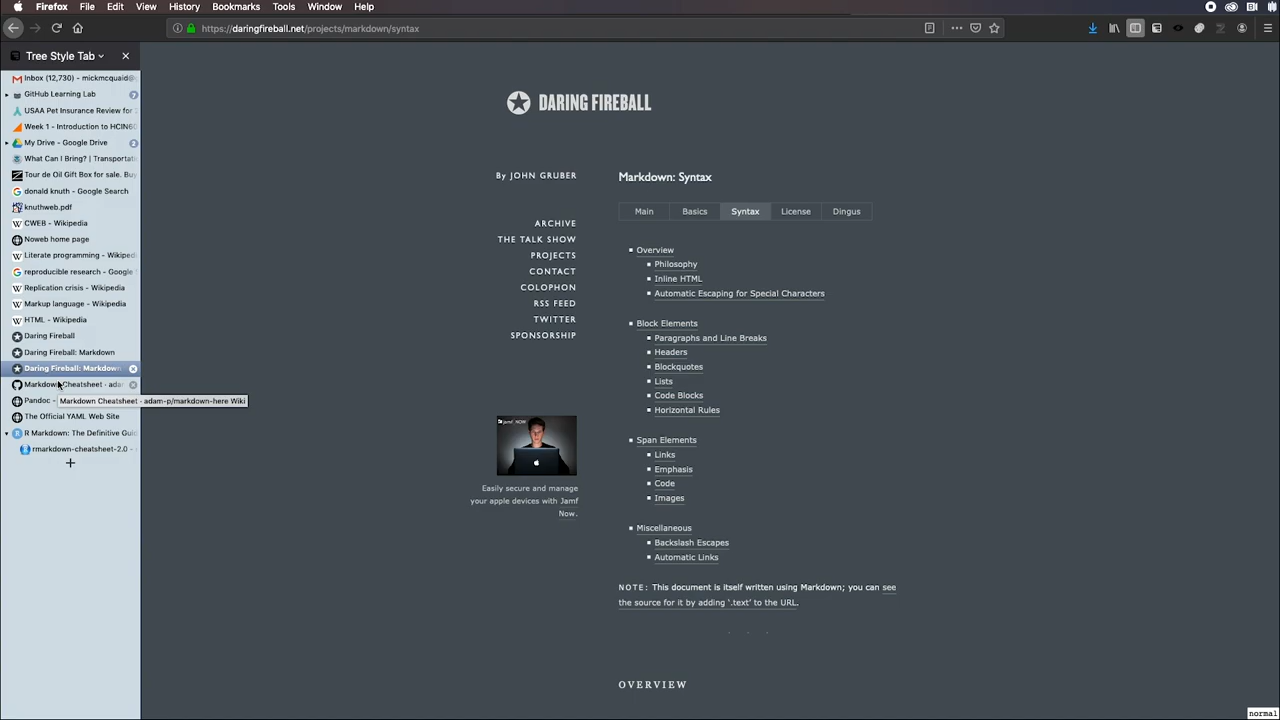 Firefox File Edit View History Bookmarks Tools Window Help
https://daringfireball.net/projects/markdown/syntax
Tree Style Tab
Inbox (12,730) - mickmcquaid@
GitHub Learning Lab
USAA Pet Insurance Review for
Week 1 - Introduction to HCIN60
My Drive - Google Drive
2
What Can I Bring? | Transportati
Tour de Oil Gift Box for sale. Buy
donald knuth - Google Search
knuthweb.pdf
CWEB - Wikipedia
Noweb home page
Literate programming - Wikiped
reproducible research - Google
Replication crisis - Wikipedia
Markup language - Wikipedia
HTML - Wikipedia
Daring Fireball
Daring Fireball: Markdown
Daring Fireball: Markdown
Markdown Cheatsheet · ada
Markdown Cheatsheet · adam-p/markdown-here Wiki
Pandoc -
The Official YAML Web Site
R Markdown: The Definitive Guid
rmarkdown-cheatsheet-2.0 -
DARING FIREBALL
By JOHN GRUBER
ARCHIVE
THE TALK SHOW
PROJECTS
CONTACT
COLOPHON
RSS FEED
TWITTER
SPONSORSHIP
jamf NOW
Easily secure and manage
your apple devices with Jamf
Now.
Markdown: Syntax
Main Basics Syntax License Dingus
Overview
Philosophy
Inline HTML
Automatic Escaping for Special Characters
Block Elements
Paragraphs and Line Breaks
Headers
Blockquotes
Lists
Code Blocks
Horizontal Rules
Span Elements
Links
Emphasis
Code
Images
Miscellaneous
Backslash Escapes
Automatic Links
NOTE: This document is itself written using Markdown; you can see
the source for it by adding ‘.text’ to the URL.
OVERVIEW
normal